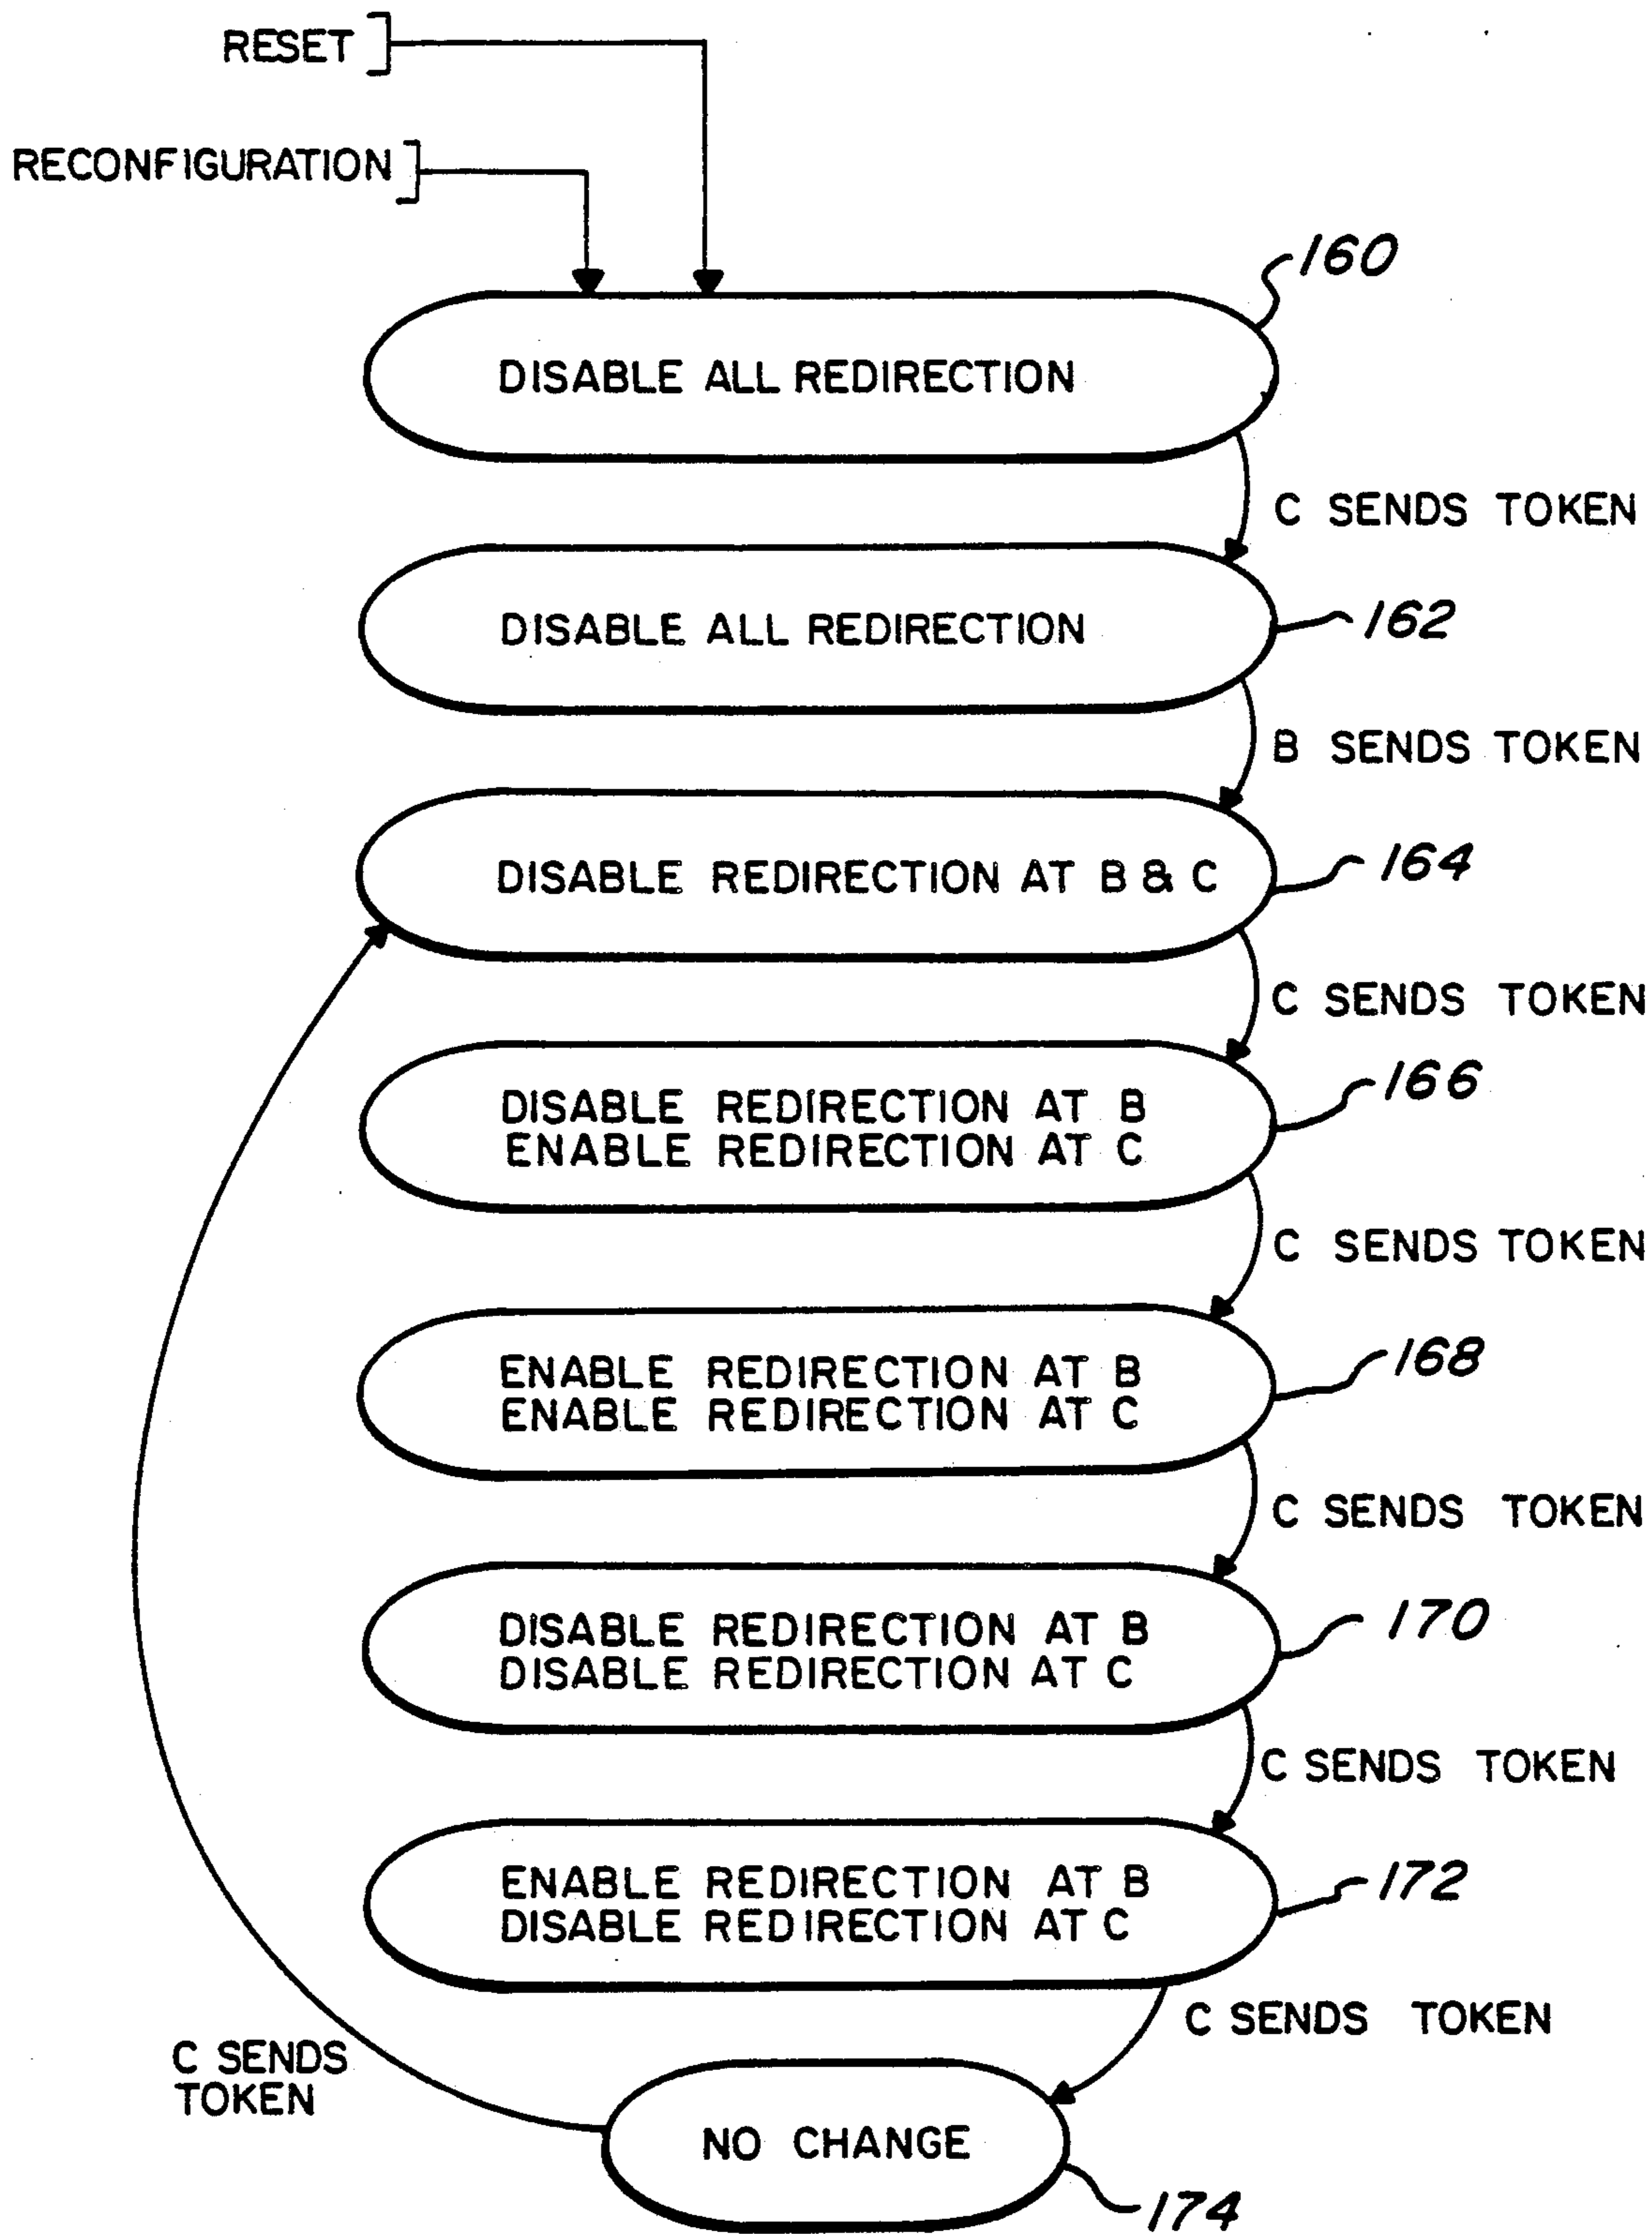 RESET
RECONFIGURATION
160
DISABLE ALL REDIRECTION
C SENDS TOKEN
DISABLE ALL REDIRECTION
162
B SENDS TOKEN
DISABLE REDIRECTION AT B & C
164
C SENDS TOKEN
166
DISABLE REDIRECTION AT B
ENABLE REDIRECTION AT C
C SENDS TOKEN
168
ENABLE REDIRECTION AT B
ENABLE REDIRECTION AT C
C SENDS TOKEN
170
DISABLE REDIRECTION AT B
DISABLE REDIRECTION AT C
C SENDS TOKEN
172
ENABLE REDIRECTION AT B
DISABLE REDIRECTION AT C
C SENDS TOKEN
C SENDS
TOKEN
NO CHANGE
174